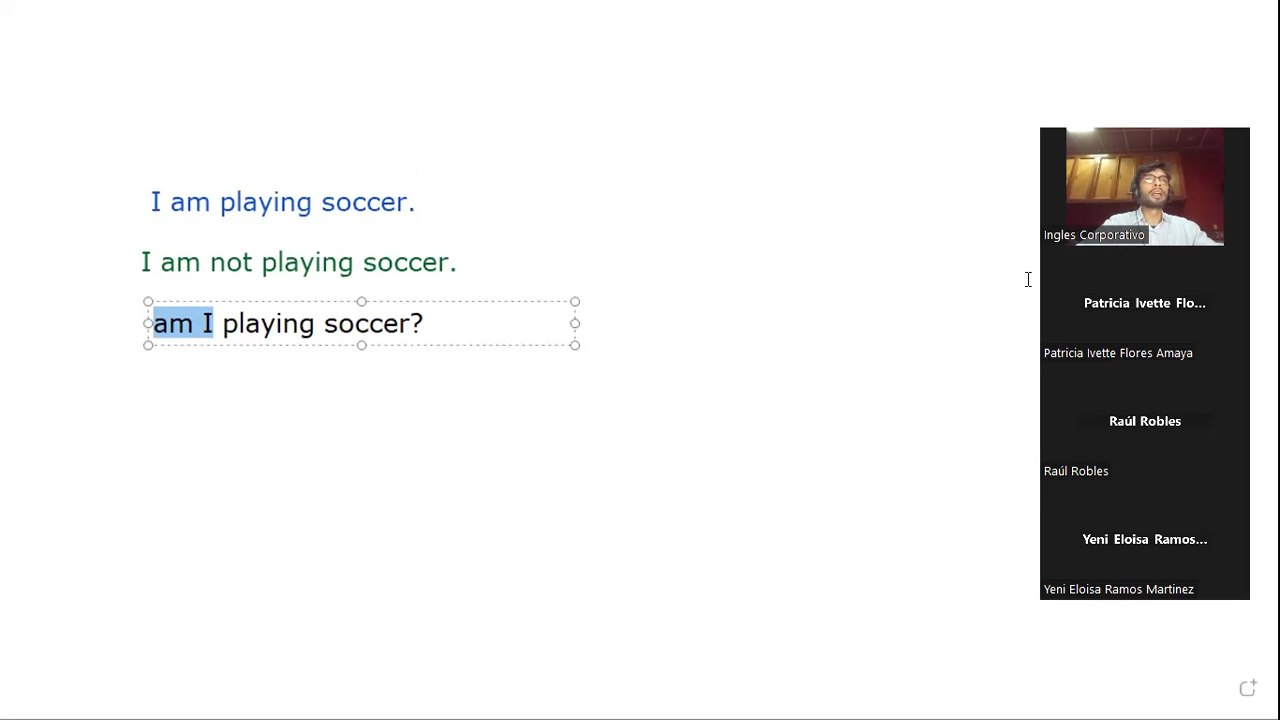 I am playing soccer.
I am not playing soccer.
am I playing soccer?
Ingles Corporativo
Patricia Ivette Flo...
Patricia Ivette Flores Amaya
Raúl Robles
Raúl Robles
Yeni Eloisa Ramos...
Yeni Eloisa Ramos Martinez